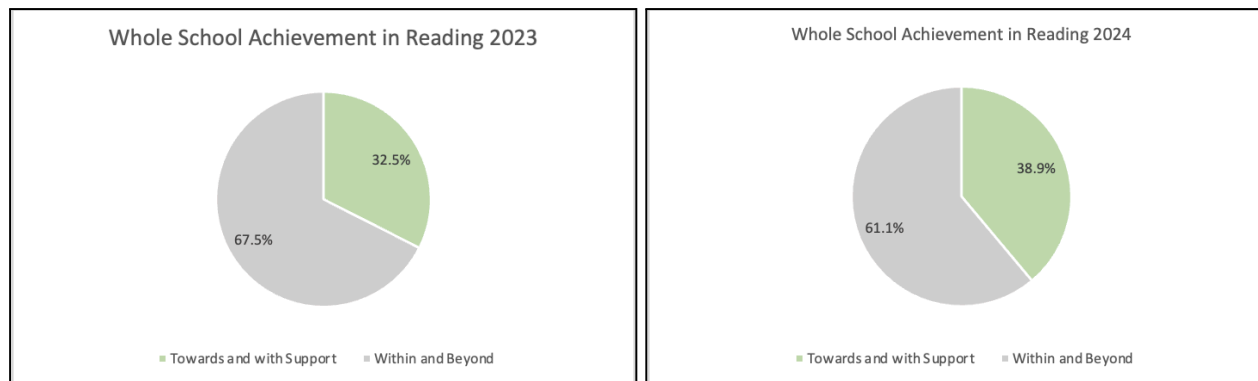 Whole School Achievement in Reading 2023
32.5%
67.5%
Towards and with Support
Within and Beyond
Whole School Achievement in Reading 2024
38.9%
61.1%
Towards and with Support
Within and Beyond